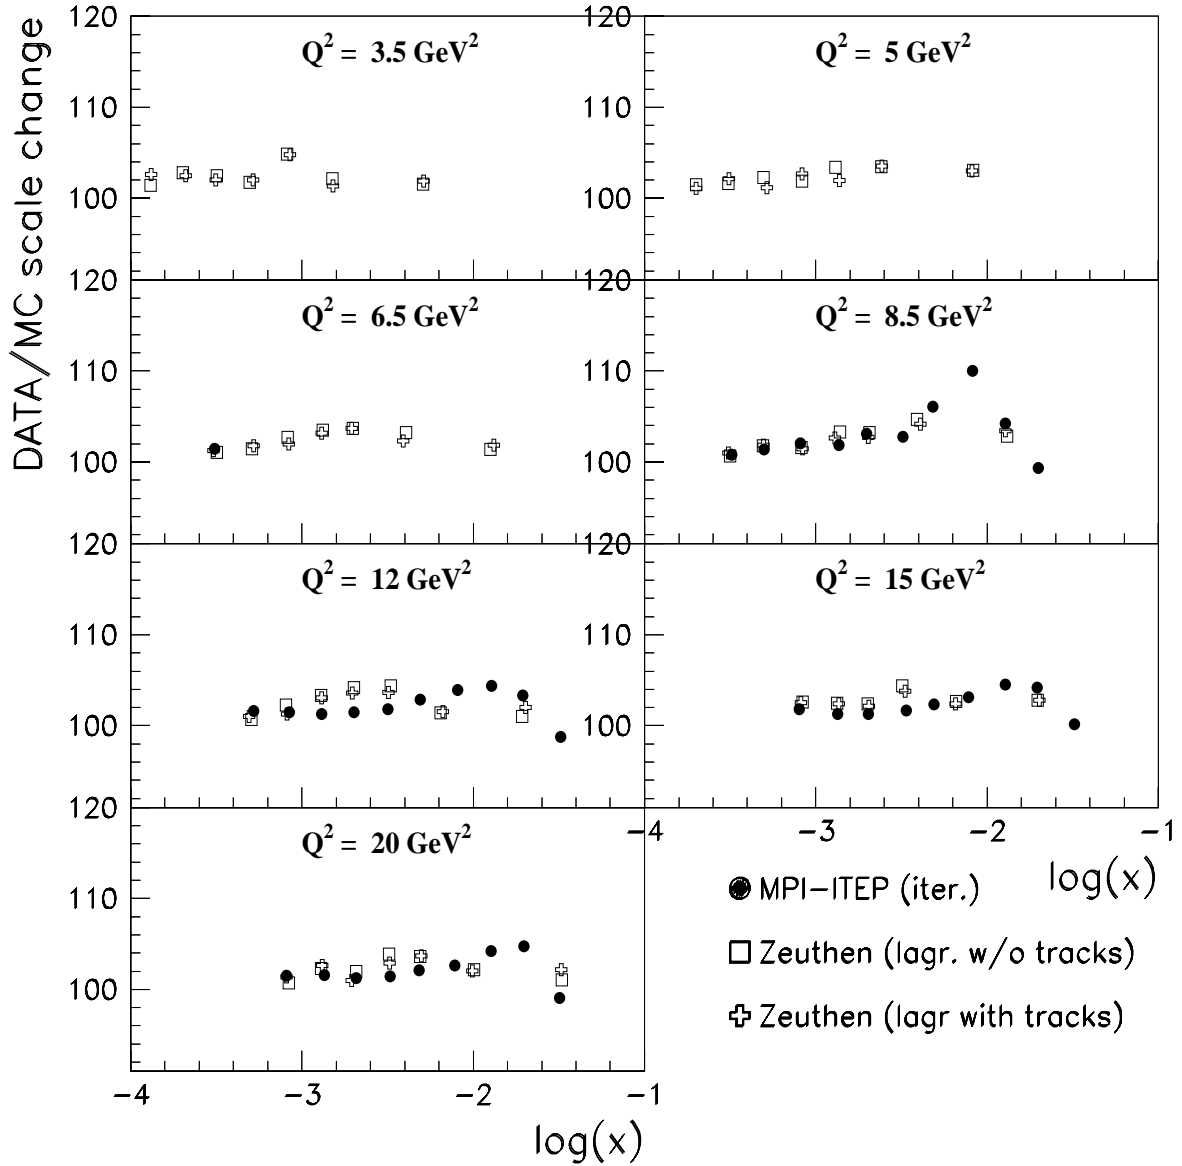 DATA/MC scale change
120
120
Q² = 3.5 GeV²
Q² = 5 GeV²
110
110
100
100
120
120
Q² = 6.5 GeV²
Q² = 8.5 GeV²
110
110
100
100
120
120
Q² = 12 GeV²
Q² = 15 GeV²
110
110
100
100
120
−4
−3
−2
−1
log(x)
Q² = 20 GeV²
110
100
−4
−3
−2
−1
log(x)
MPI−ITEP (iter.)
Zeuthen (lagr. w/o tracks)
Zeuthen (lagr with tracks)